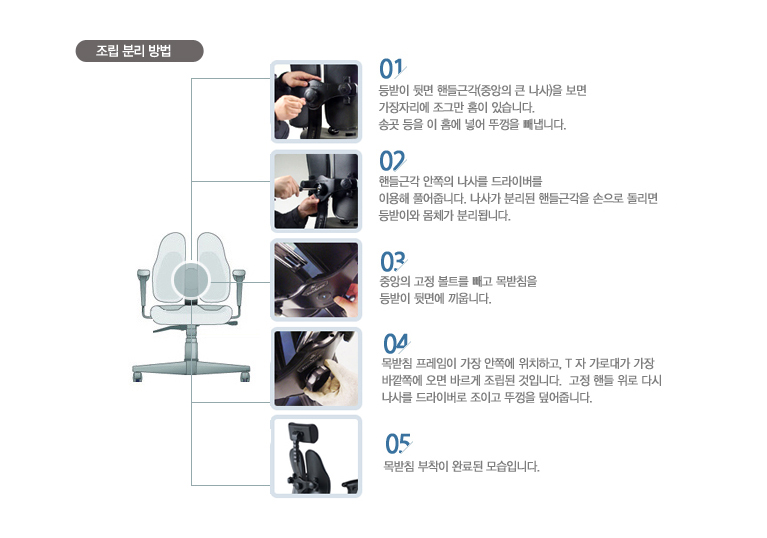 조립 분리 방법
01
등받이 뒷면 핸들근각(중앙의 큰 나사)을 보면
가장자리에 조그만 홈이 있습니다.
송곳 등을 이 홈에 넣어 뚜껑을 빼냅니다.
02
핸들근각 안쪽의 나사를 드라이버를
이용해 풀어줍니다. 나사가 분리된 핸들근각을 손으로 돌리면
등받이와 몸체가 분리됩니다.
03
중앙의 고정 볼트를 빼고 목받침을
등받이 뒷면에 끼웁니다.
04
목받침 프레임이 가장 안쪽에 위치하고, T 자 가로대가 가장
바깥쪽에 오면 바르게 조립된 것입니다. 고정 핸들 위로 다시
나사를 드라이버로 조이고 뚜껑을 덮어줍니다.
05
목받침 부착이 완료된 모습입니다.